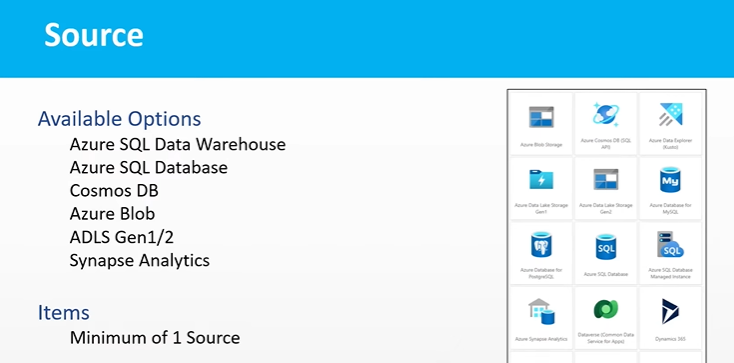 Source
Available Options
Azure SQL Data Warehouse
Azure SQL Database
Cosmos DB
Azure Blob
ADLS Gen1/2
Synapse Analytics
Items
Minimum of 1 Source
Azure Blob Storage
Azure Cosmos DB (SQL
API)
Azure Data Explorer
(Kusto)
Azure Data Lake Storage
Gen1
Azure Data Lake Storage
Gen2
My
Azure Database for
MySQL
Azure Database for
PostgreSQL
SQL
Azure SQL Database
SQL
Azure SQL Database
Managed Instance
Azure Synapse Analytics
Dataverse (Common Data
Service for Apps)
Dynamics 365